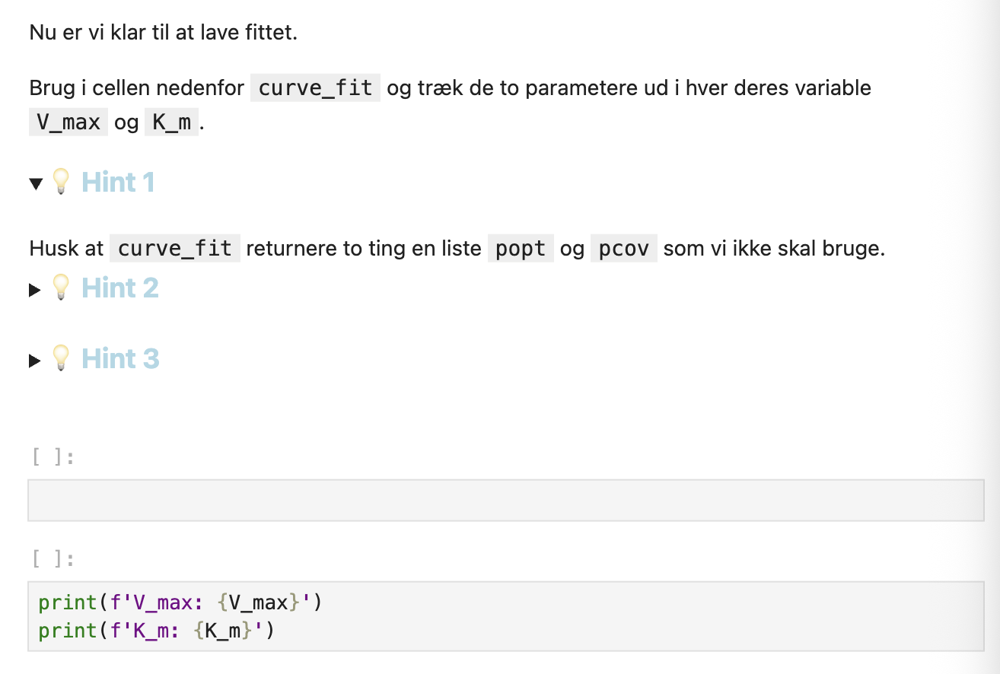 Nu er vi klar til at lave fittet.
Brug i cellen nedenfor curve_fit og træk de to parametere ud i hver deres variable
V_max og K_m.
▼ 💡 Hint 1
Husk at curve_fit returnere to ting en liste popt og pcov som vi ikke skal bruge.
▶ 💡 Hint 2
▶ 💡 Hint 3
[ ]:
[ ]:
print(f'V_max: {V_max}')
print(f'K_m: {K_m}')